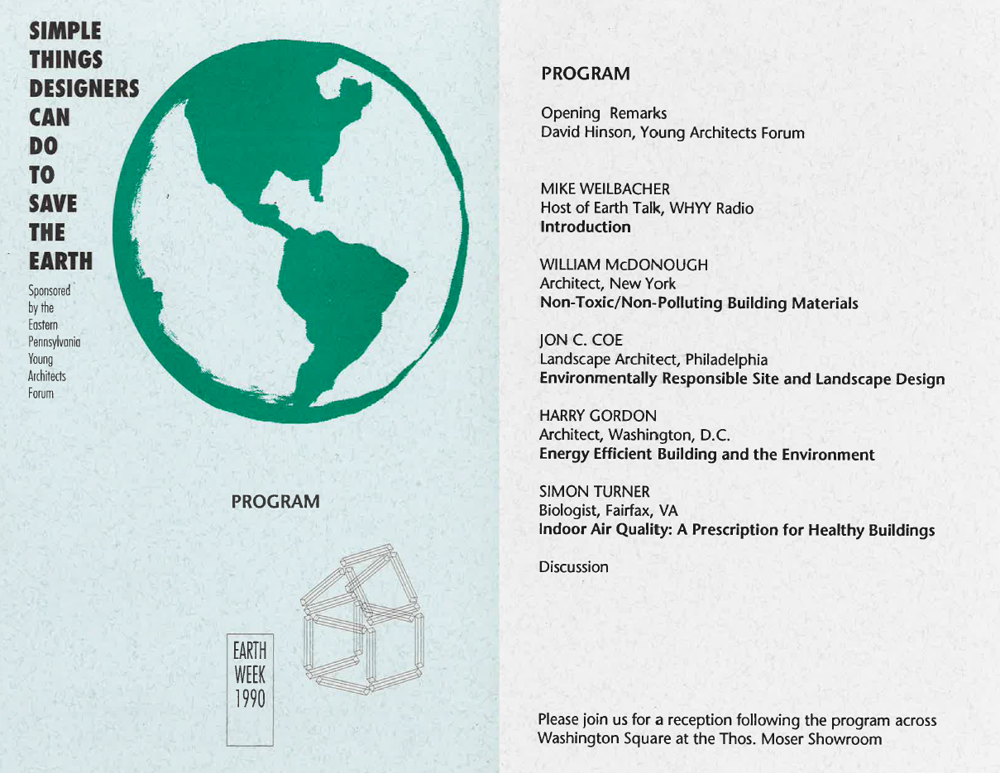 SIMPLE
THINGS
DESIGNERS
CAN
DO
TO
SAVE
THE
EARTH
Sponsored
by the
Eastern
Pennsylvania
Young
Architects
Forum
PROGRAM
EARTH
WEEK
1990
PROGRAM
Opening Remarks
David Hinson, Young Architects Forum
MIKE WEILBACHER
Host of Earth Talk, WHYY Radio
Introduction
WILLIAM McDONOUGH
Architect, New York
Non-Toxic/Non-Polluting Building Materials
JON C. COE
Landscape Architect, Philadelphia
Environmentally Responsible Site and Landscape Design
HARRY GORDON
Architect, Washington, D.C.
Energy Efficient Building and the Environment
SIMON TURNER
Biologist, Fairfax, VA
Indoor Air Quality: A Prescription for Healthy Buildings
Discussion
Please join us for a reception following the program across
Washington Square at the Thos. Moser Showroom